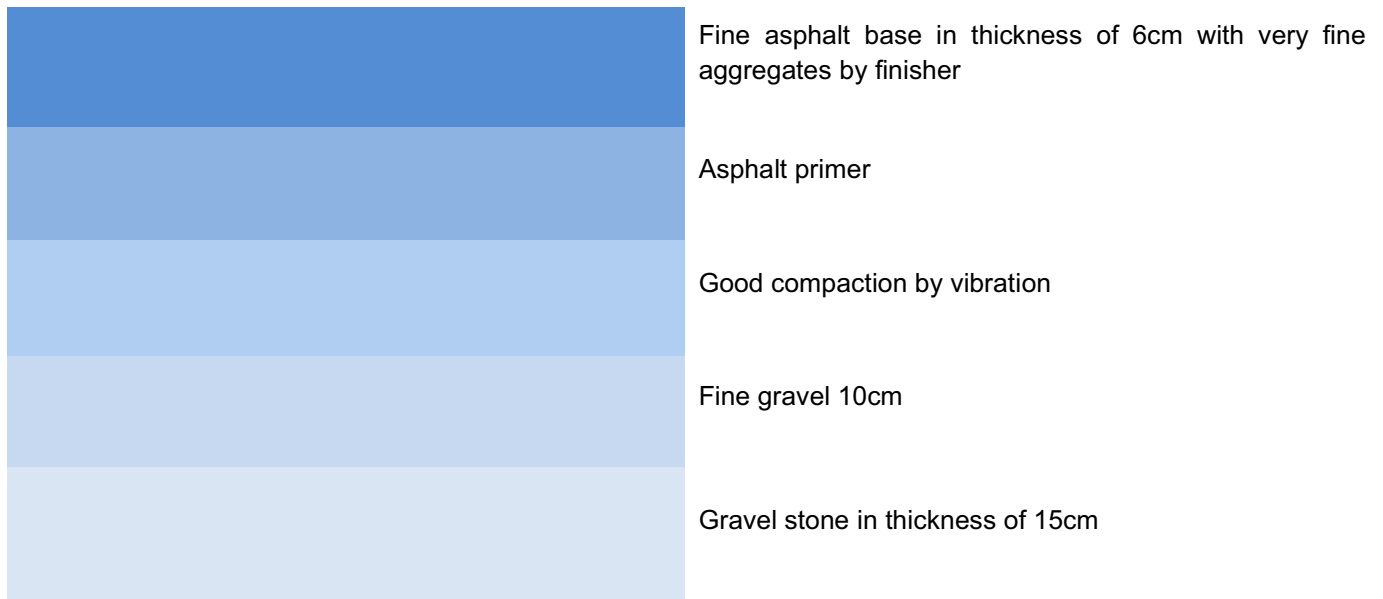 Fine asphalt base in thickness of 6cm with very fine
aggregates by finisher
Asphalt primer
Good compaction by vibration
Fine gravel 10cm
Gravel stone in thickness of 15cm